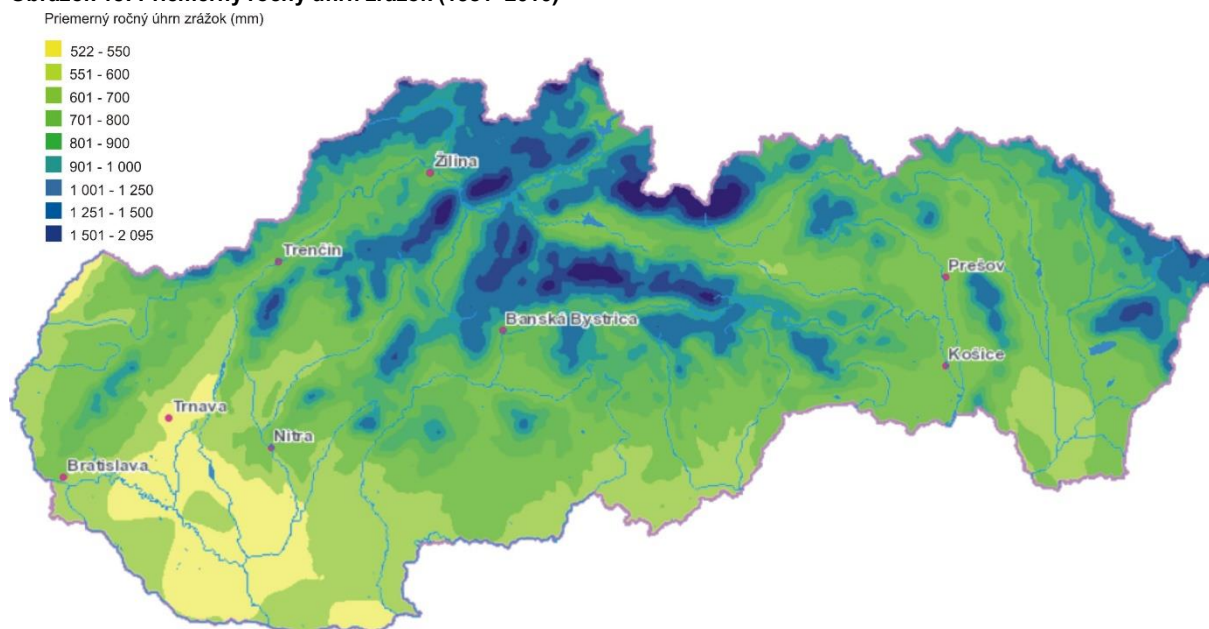 Priemerný ročný úhrn zrážok (mm)
522 - 550
551 - 600
601 - 700
701 - 800
801 - 900
901 - 1 000
1 001 - 1 250
1 251 - 1 500
1 501 - 2 095
Žilina
Trenčín
Prešov
Banská Bystrica
Košice
Trnava
Nitra
Bratislava